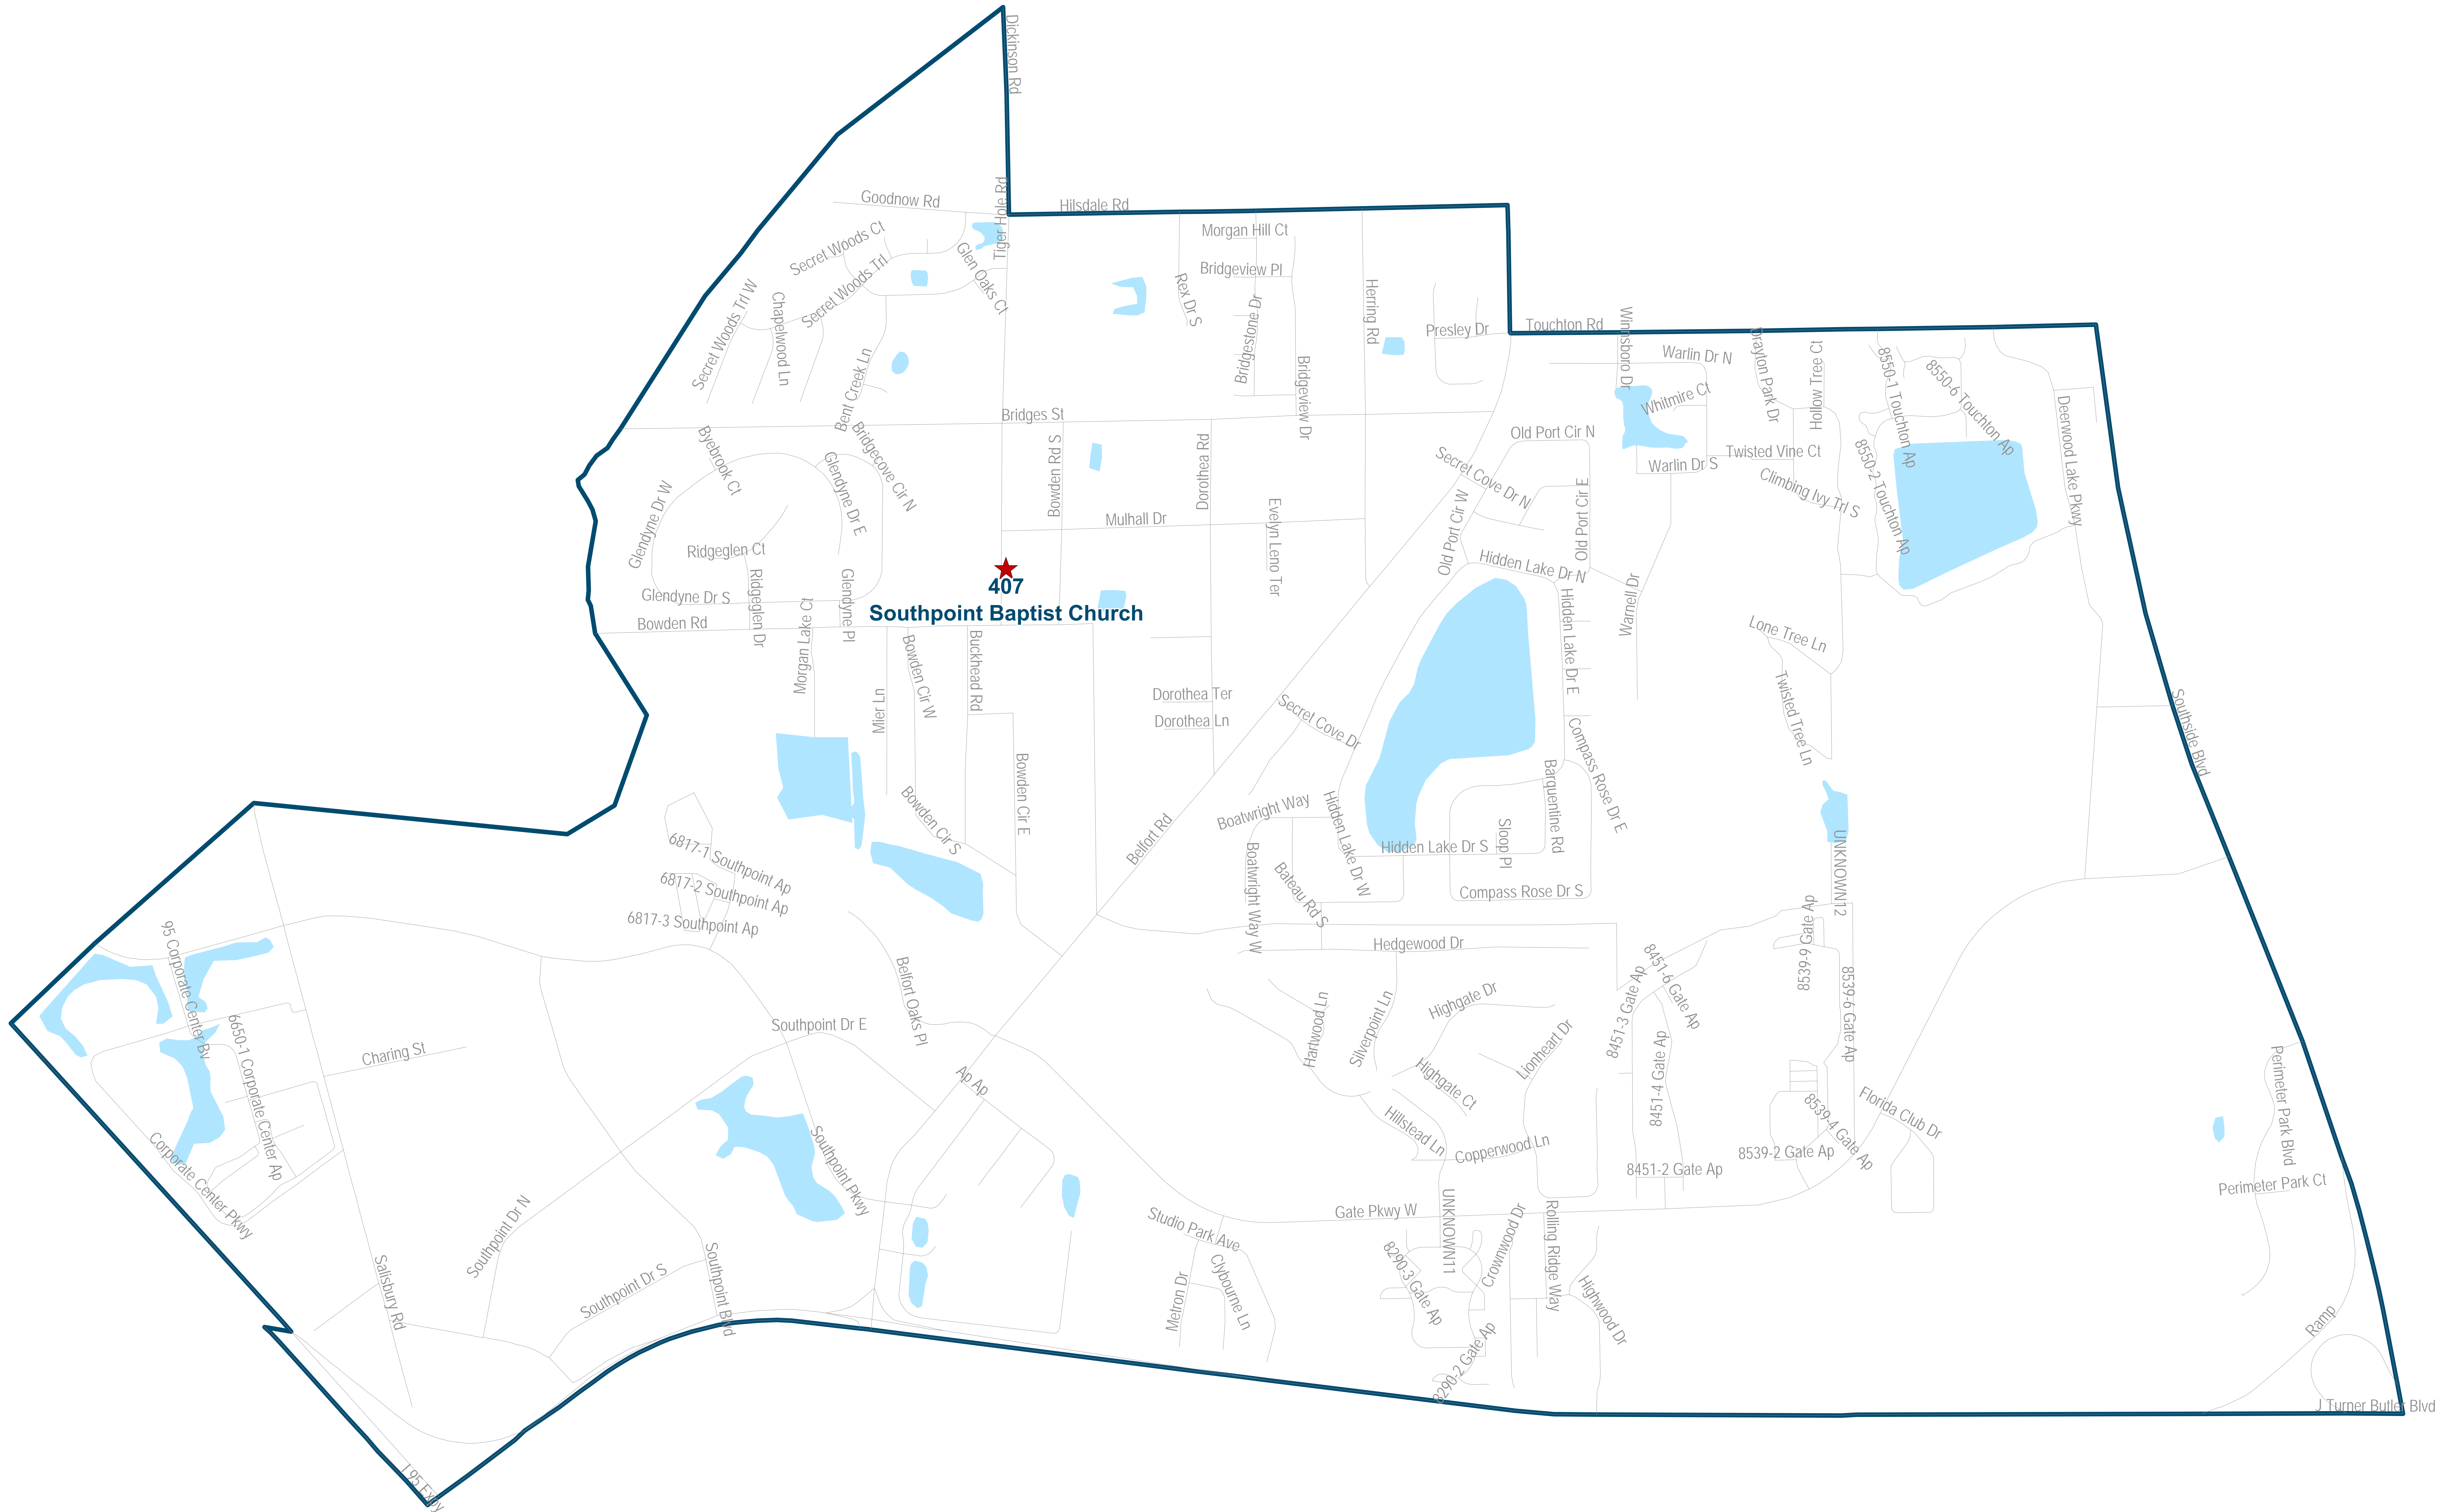 Dickinson Rd
Goodnow Rd
Tiger Hole Rd
Hilsdale Rd
Secret Woods Ct
Glen Oaks Ct
Morgan Hill Ct
Bridgeview Pl
Secret Woods Trl
Secret Woods Trl W
Chapelwood Ln
Rex Dr S
Bridgestone Dr
Herring Rd
Presley Dr
Touchton Rd
Winnsboro Dr
Warlin Dr N
Drayton Park Dr
Hollow Tree Ct
8550-1 Touchton Ap
8550-6 Touchton Ap
Bent Creek Ln
Bridgeview Dr
Whitmire Ct
Deerwood Lake Pkwy
Bridges St
Byebrook Ct
Bridgecove Cir N
Glendyne Dr E
Bowden Rd S
Dorothea Rd
Old Port Cir N
Secret Cove Dr N
Warlin Dr S
Twisted Vine Ct
8550-2 Touchton Ap
Climbing Ivy Trl S
Glendyne Dr W
Mulhall Dr
Evelyn Leno Ter
Old Port Cir W
Old Port Cir E
Ridgeglen Ct
Hidden Lake Dr N
407
Southpoint Baptist Church
Glendyne Dr S
Ridgeglen Dr
Glendyne Pl
Bowden Rd
Morgan Lake Ct
Warnell Dr
Hidden Lake Dr E
Lone Tree Ln
Mier Ln
Bowden Cir W
Buckhead Rd
Dorothea Ter
Dorothea Ln
Secret Cove Dr
Twisted Tree Ln
Southside Blvd
Compass Rose Dr E
Bowden Cir S
Bowden Cir E
Belfort Rd
Boatwright Way
Hidden Lake Dr W
Hidden Lake Dr S
Sloop Pl
Barquentine Rd
6817-1 Southpoint Ap
6817-2 Southpoint Ap
6817-3 Southpoint Ap
Boatwright Way W
Bateau Rd S
Compass Rose Dr S
UNKNOWN12
95 Corporate Center Bv
Belfort Oaks Pl
Hedgewood Dr
8451-6 Gate Ap
8451-3 Gate Ap
8539-9 Gate Ap
8539-6 Gate Ap
6650-1 Corporate Center Ap
Charing St
Southpoint Dr E
Hartwood Ln
Silverpoint Ln
Highgate Dr
Lionheart Dr
8451-4 Gate Ap
Perimeter Park Blvd
Ap Ap
Highgate Ct
Hillstead Ln
Copperwood Ln
Florida Club Dr
8539-4 Gate Ap
8539-2 Gate Ap
8451-2 Gate Ap
Corporate Center Pkwy
Southpoint Pkwy
Perimeter Park Ct
Southpoint Dr N
Studio Park Ave
Gate Pkwy W
UNKNOWN11
Crownwood Dr
Rolling Ridge Way
Salisbury Rd
Southpoint Dr S
Southpoint Blvd
Metron Dr
Clybourne Ln
8290-3 Gate Ap
Highwood Dr
8290-2 Gate Ap
Ramp
J Turner Butler Blvd
I 95 Expy